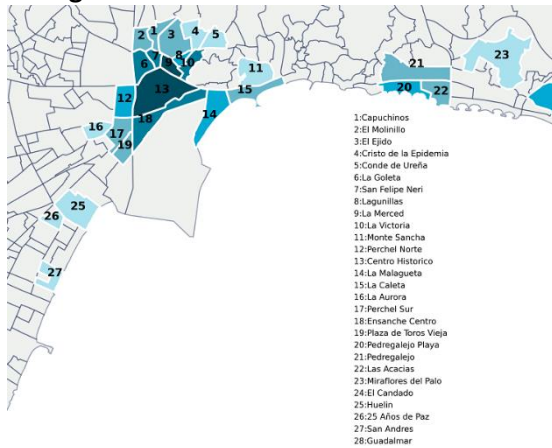 1
2
3
4
5
6
7
8
9
10
11
12
13
14
15
16
17
18
19
20
21
22
23
25
26
27
1:Capuchinos
2:El Molinillo
3:El Ejido
4:Cristo de la Epidemia
5:Conde de Ureña
6:La Goleta
7:San Felipe Neri
8:Lagunillas
9:La Merced
10:La Victoria
11:Monte Sancha
12:Perchel Norte
13:Centro Historico
14:La Malagueta
15:La Caleta
16:La Aurora
17:Perchel Sur
18:Ensanche Centro
19:Plaza de Toros Vieja
20:Pedregalejo Playa
21:Pedregalejo
22:Las Acacias
23:Miraflores del Palo
24:El Candado
25:Huelin
26:25 Años de Paz
27:San Andres
28:Guadalmar